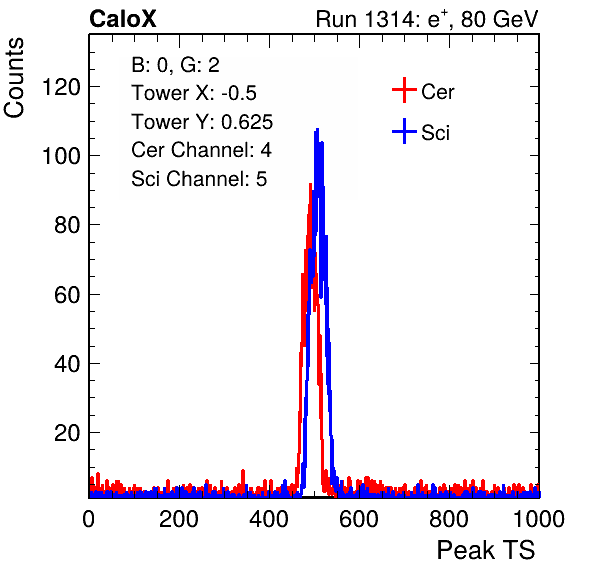 CaloX
Run 1314: e+, 80 GeV
Counts
B: 0, G: 2
Tower X: -0.5
Tower Y: 0.625
Cer Channel: 4
Sci Channel: 5
Cer
Sci
120
100
80
60
40
20
0 200 400 600 800 1000
Peak TS